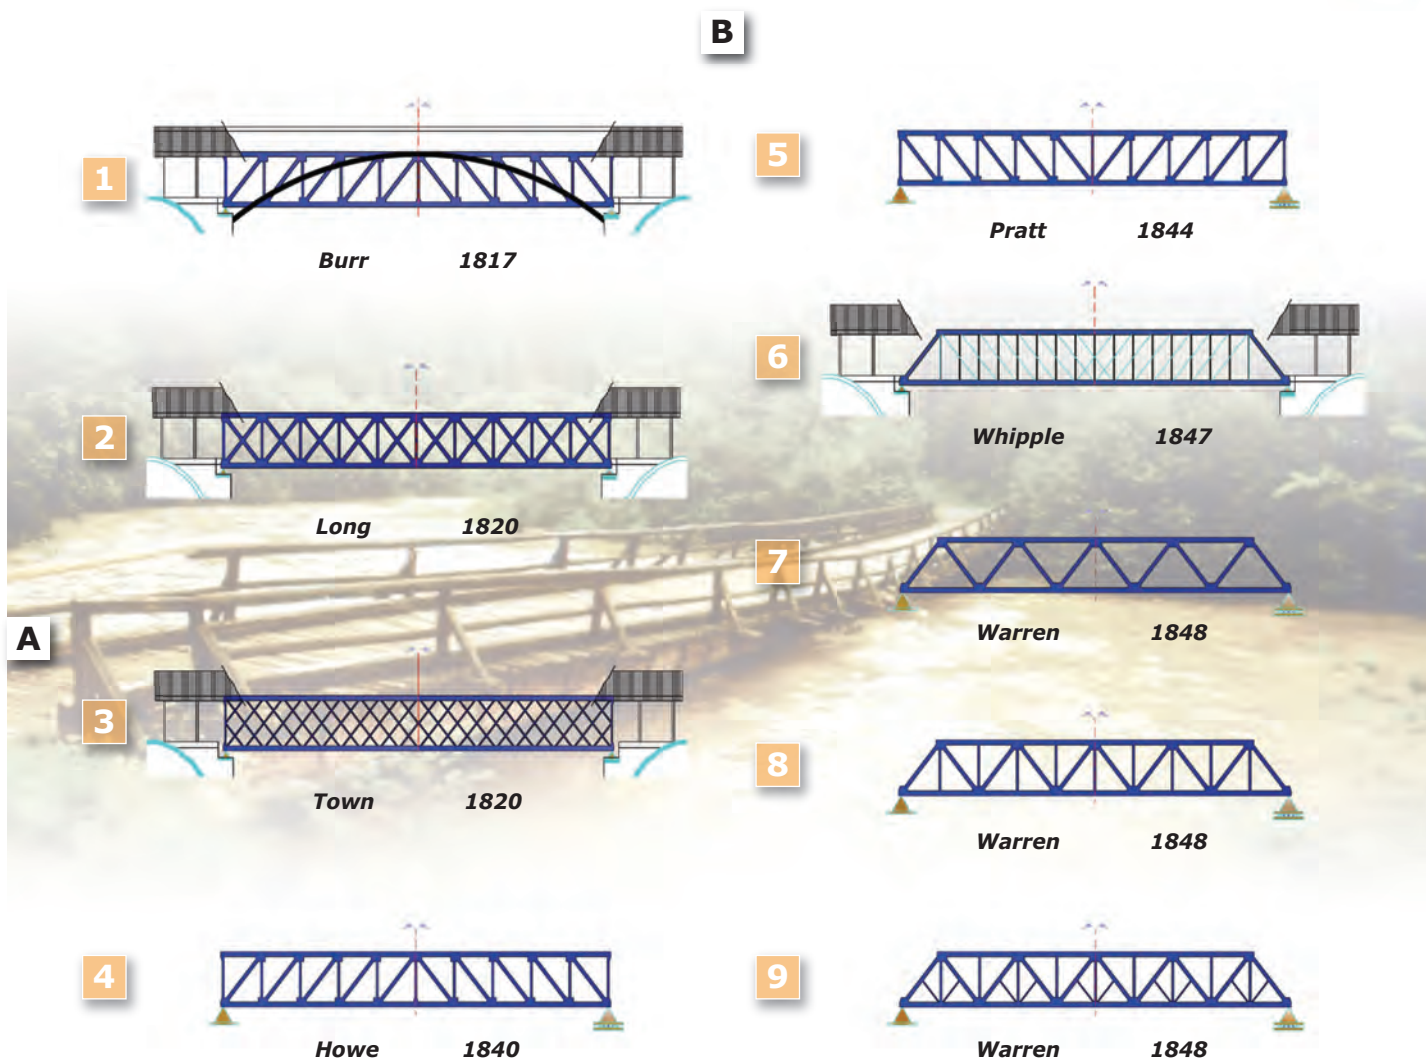 B
1
Burr 1817
2
Long 1820
A
3
Town 1820
4
Howe 1840
5
Pratt 1844
6
Whipple 1847
7
Warren 1848
8
Warren 1848
9
Warren 1848